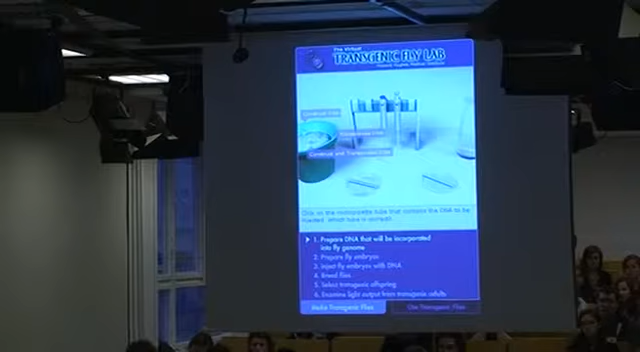 The Virtual
TRANSGENIC FLY LAB
Howard Hughes Medical Institute
Construct DNA
Transposase DNA
Construct and Transposase DNA
Click on the micropipette tube that contains the DNA to be
injected. Which tube is correct?
1. Prepare DNA that will be incorporated
into fly genome
2. Prepare fly embryos
3. Inject fly embryos with DNA
4. Breed flies
5. Select transgenic offspring
6. Examine light output from transgenic adults
Make Transgenic Flies
Use Transgenic Flies